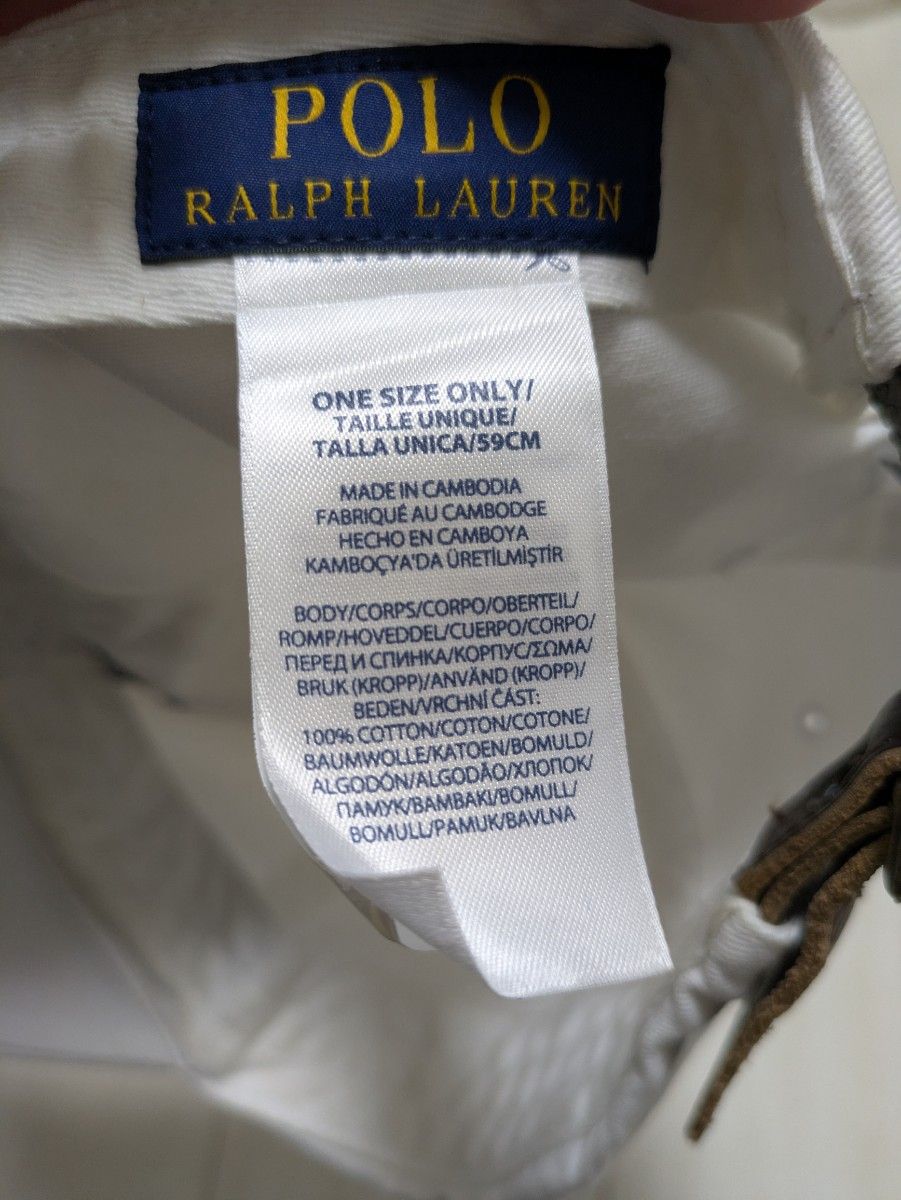 POLO
RALPH LAUREN
ONE SIZE ONLY/
TAILLE UNIQUE/
TALLA UNICA/59CM
MADE IN CAMBODIA
FABRIQUÉ AU CAMBODGE
HECHO EN CAMBOYA
KAMBOÇYA'DA ÜRETİLMİŞTİR
BODY/CORPS/CORPO/OBERTEIL/
ROMP/HOVEDDEL/CUERPO/CORPO/
ПЕРЕД И СПИНКА/КОРПУС/ΣΩΜΑ/
BRUK (KROPP)/ANVÄND (KROPP)/
BEDEN/VRCHNÍ ČÁST:
100% COTTON/COTON/COTONE/
BAUMWOLLE/KATOEN/BOMULD/
ALGODÓN/ALGODÃO/ХЛОПОК/
ПАМУК/ΒΑΜΒΑΚΙ/BOMULL/
BOMULL/PAMUK/BAVLNA